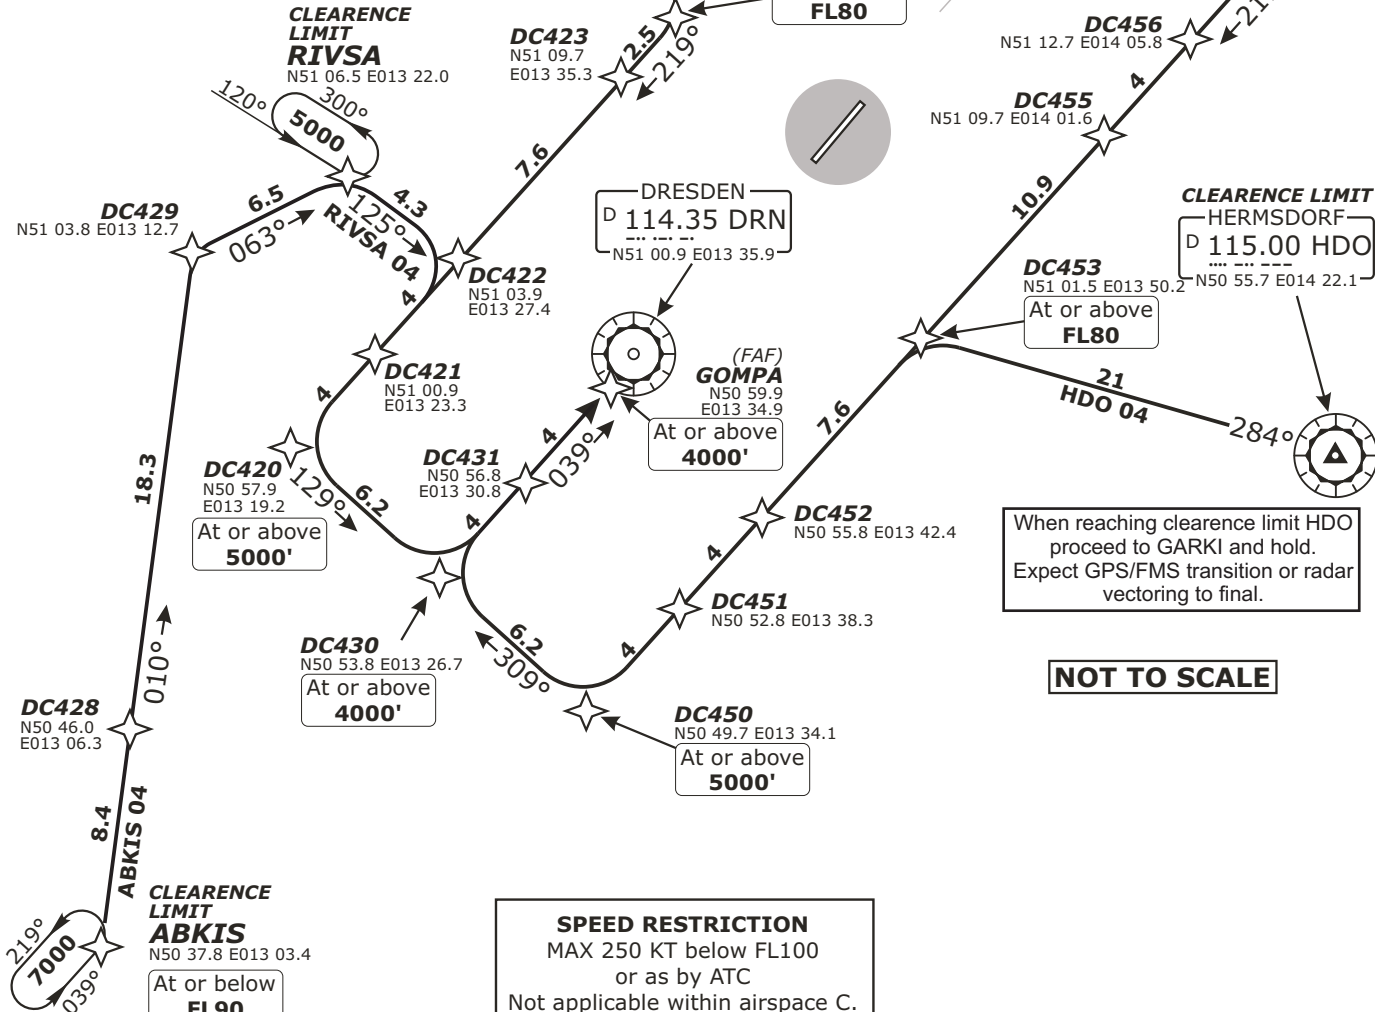 CLEARENCE
LIMIT
RIVSA
N51 06.5 E013 22.0
120°
300°
5000
DC423
N51 09.7
E013 35.3
2.5
219°
FL80
DC456
N51 12.7 E014 05.8
4
DC455
N51 09.7 E014 01.6
7.6
10.9
DC429
N51 03.8 E013 12.7
6.5
063°
4.3
125°
RIVSA 04
DRESDEN
D 114.35 DRN
N51 00.9 E013 35.9
CLEARENCE LIMIT
HERMSDORF
D 115.00 HDO
N50 55.7 E014 22.1
DC422
N51 03.9
E013 27.4
4
DC453
N51 01.5 E013 50.2
At or above
FL80
DC421
N51 00.9
E013 23.3
4
(FAF)
GOMPA
N50 59.9
E013 34.9
At or above
4000'
21
HDO 04
284°
7.6
DC420
N50 57.9
E013 19.2
At or above
5000'
129°
6.2
DC431
N50 56.8
E013 30.8
4
039°
4
18.3
DC452
N50 55.8 E013 42.4
4
When reaching clearence limit HDO
proceed to GARKI and hold.
Expect GPS/FMS transition or radar
vectoring to final.
DC451
N50 52.8 E013 38.3
4
DC430
N50 53.8 E013 26.7
At or above
4000'
6.2
309°
NOT TO SCALE
010°
DC428
N50 46.0
E013 06.3
DC450
N50 49.7 E013 34.1
At or above
5000'
8.4
ABKIS 04
CLEARENCE
LIMIT
ABKIS
N50 37.8 E013 03.4
At or below
FL90
219°
7000
039°
SPEED RESTRICTION
MAX 250 KT below FL100
or as by ATC
Not applicable within airspace C.